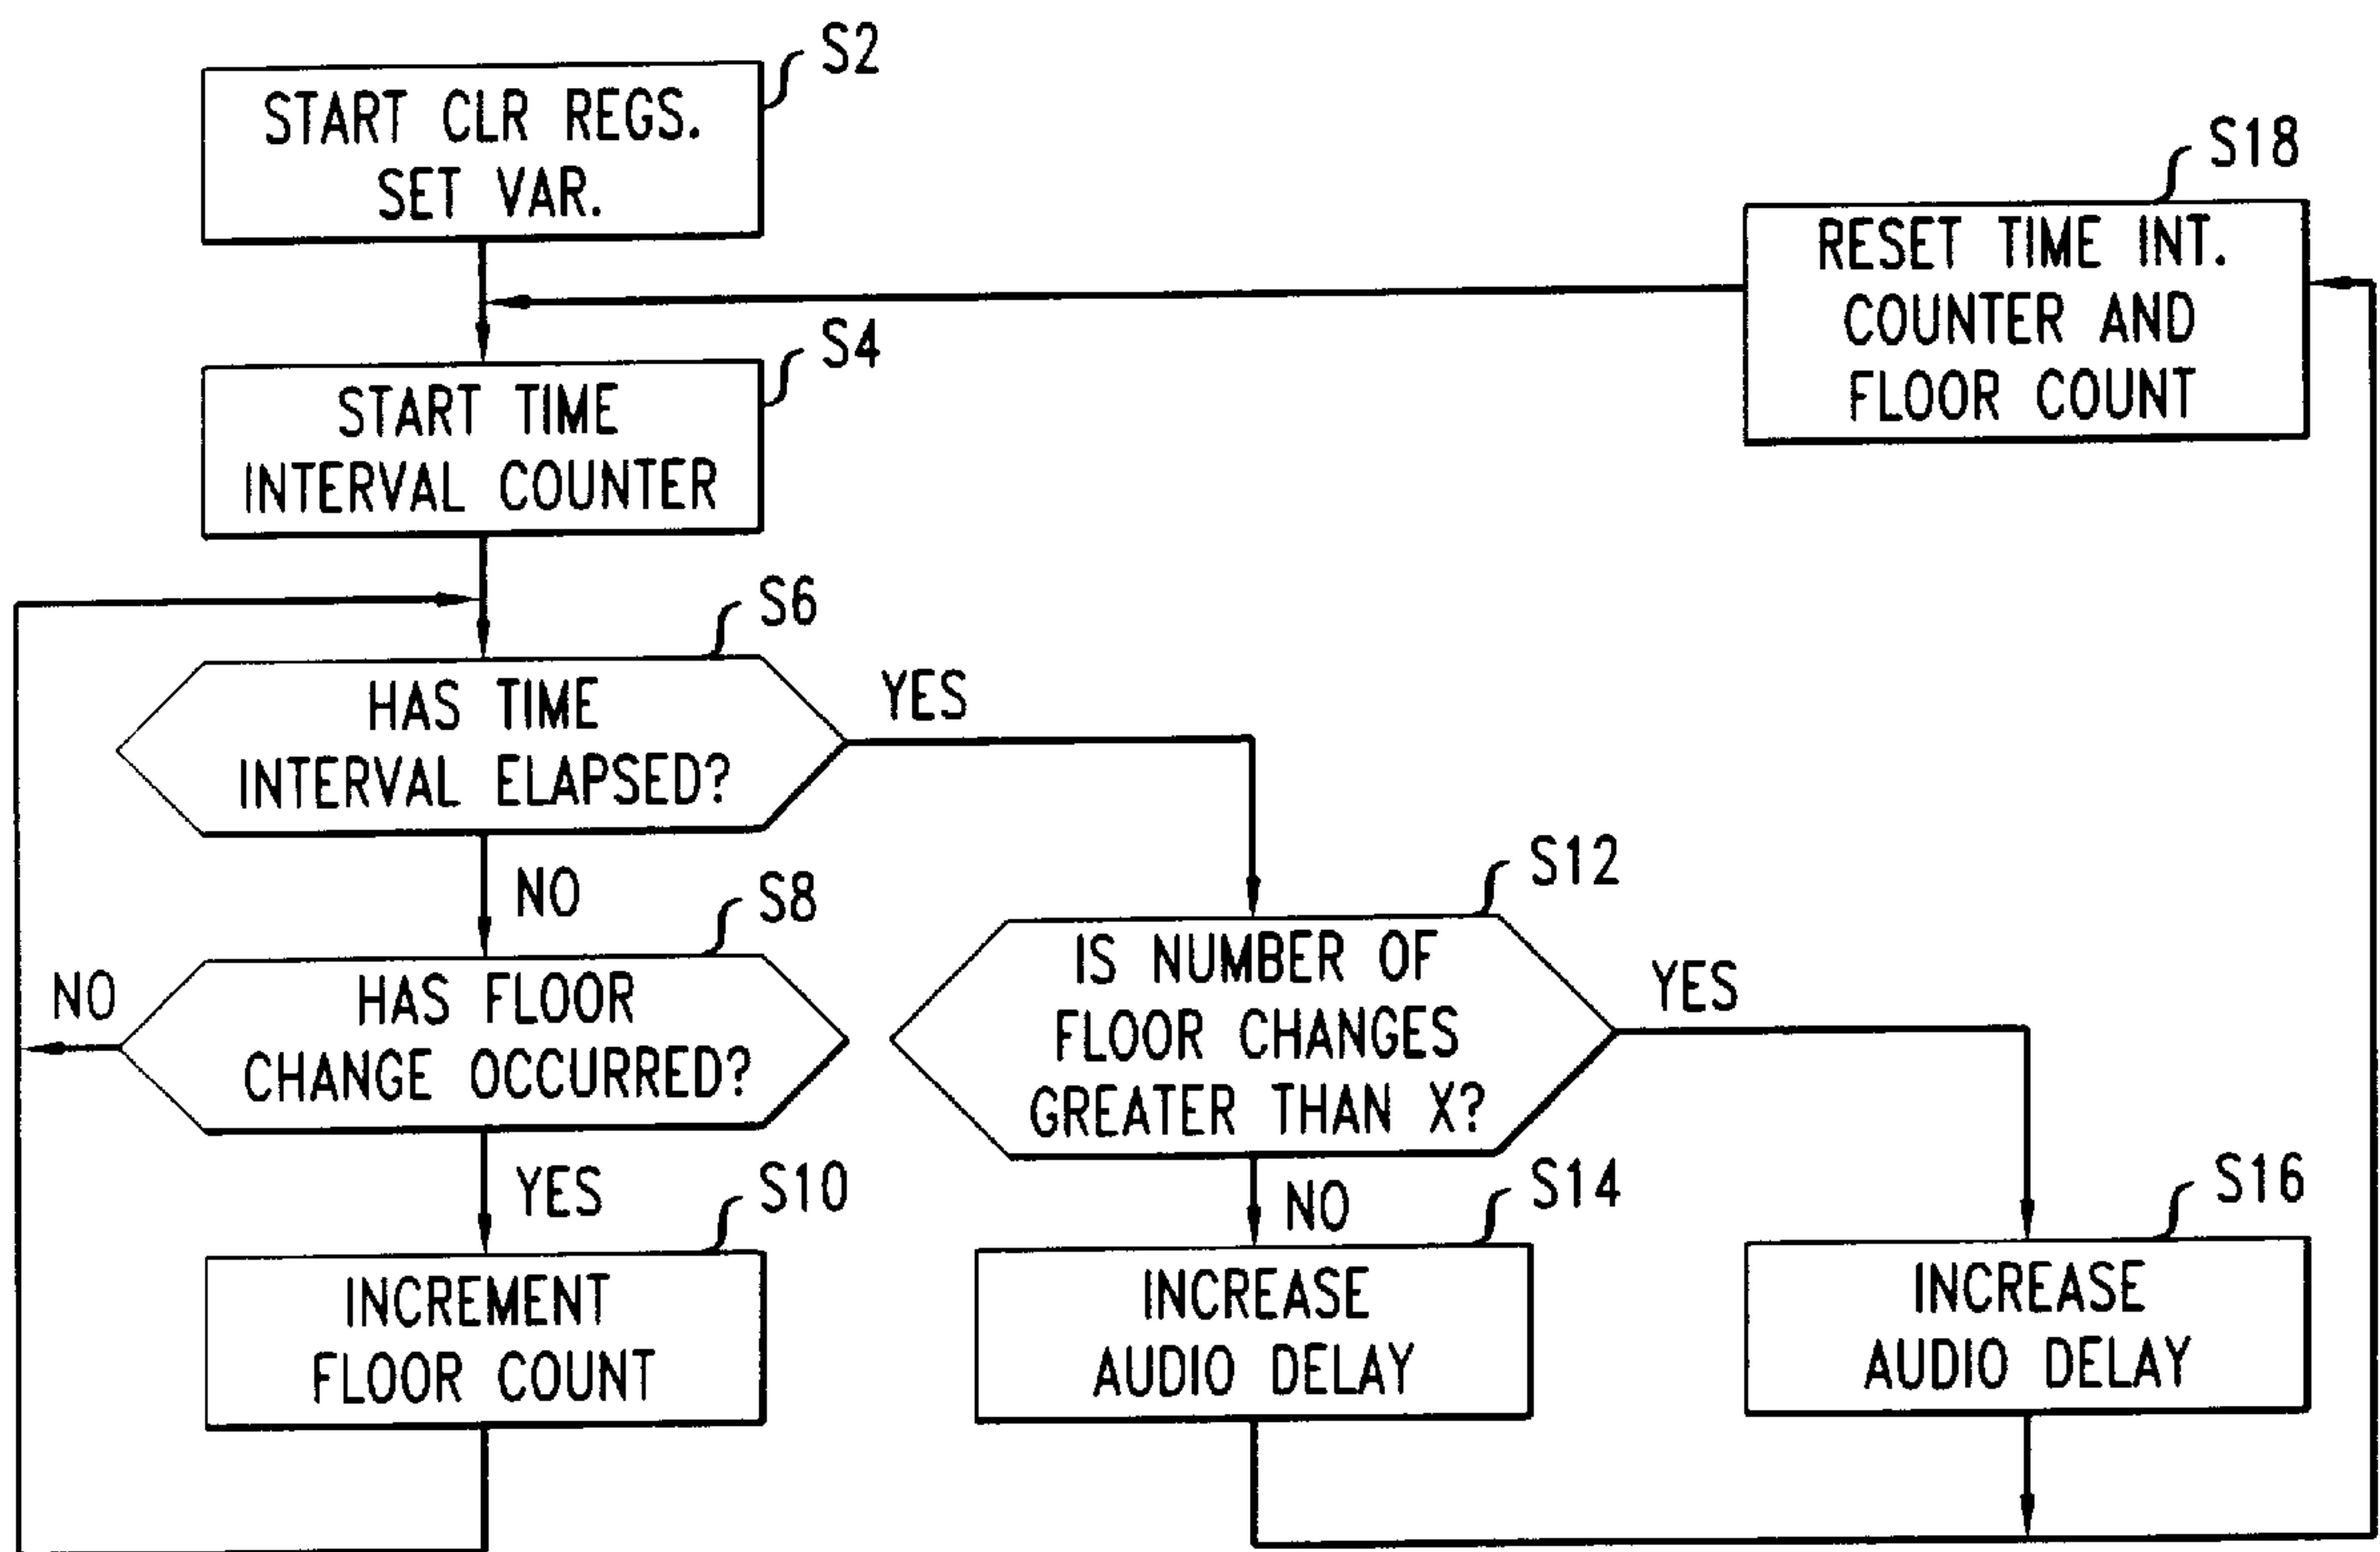 S2
START CLR REGS.
SET VAR.
S18
RESET TIME INT.
COUNTER AND
FLOOR COUNT
S4
START TIME
INTERVAL COUNTER
S6
HAS TIME
INTERVAL ELAPSED?
YES
NO
S8
HAS FLOOR
CHANGE OCCURRED?
NO
YES
S12
IS NUMBER OF
FLOOR CHANGES
GREATER THAN X?
YES
NO
S10
INCREMENT
FLOOR COUNT
S14
INCREASE
AUDIO DELAY
S16
INCREASE
AUDIO DELAY